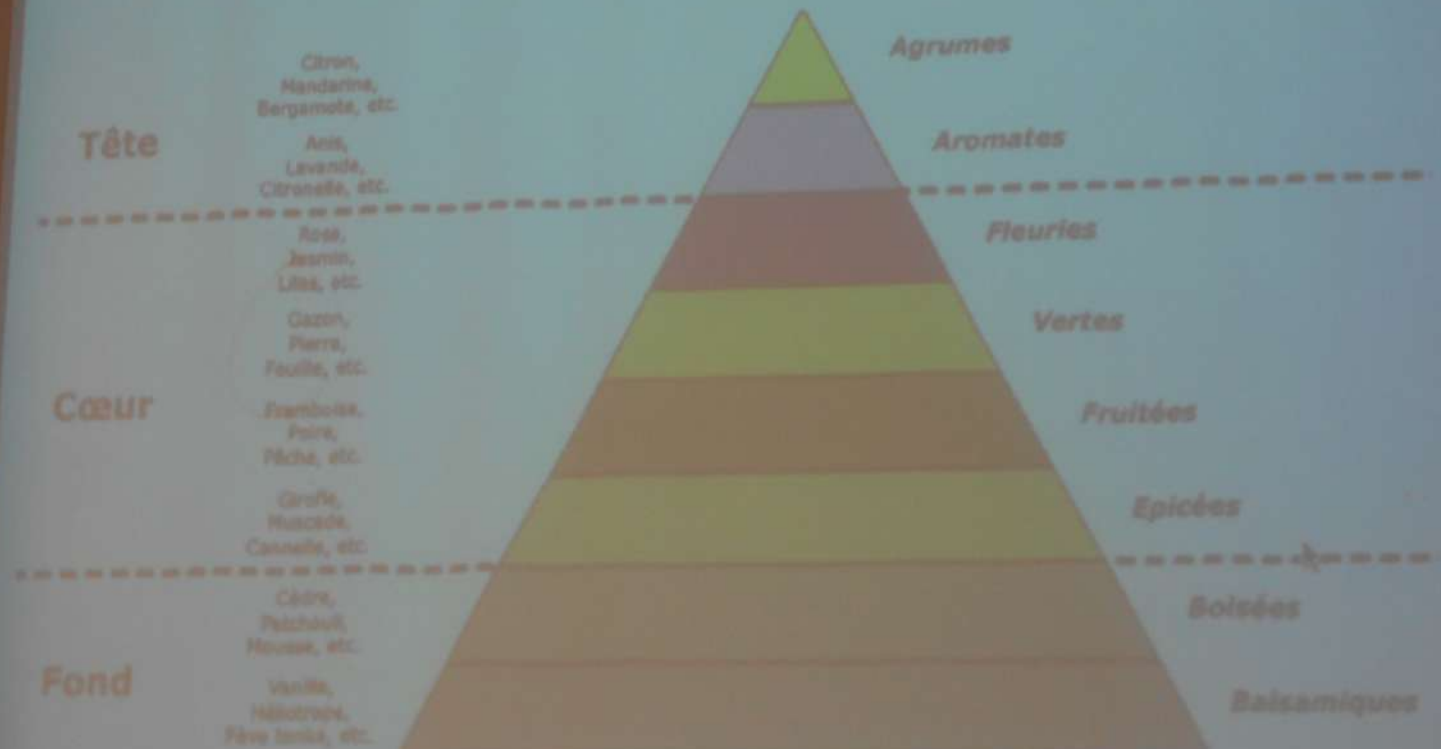 Agrumes
Citron,
Mandarine,
Bergamote, etc.
Tête
Aromates
Anis,
Lavande,
Citronelle, etc.
Fleuries
Rose,
Jasmin,
Lilas, etc.
Vertes
Gazon,
Pierre,
Feuille, etc.
Cœur
Fruitées
Framboise,
Poire,
Pêche, etc.
Epicées
Girofle,
Muscade,
Cannelle, etc.
Boisées
Cèdre,
Patchouli,
Mousse, etc.
Fond
Balsamiques
Vanille,
Héliotrope,
Fève tonka, etc.